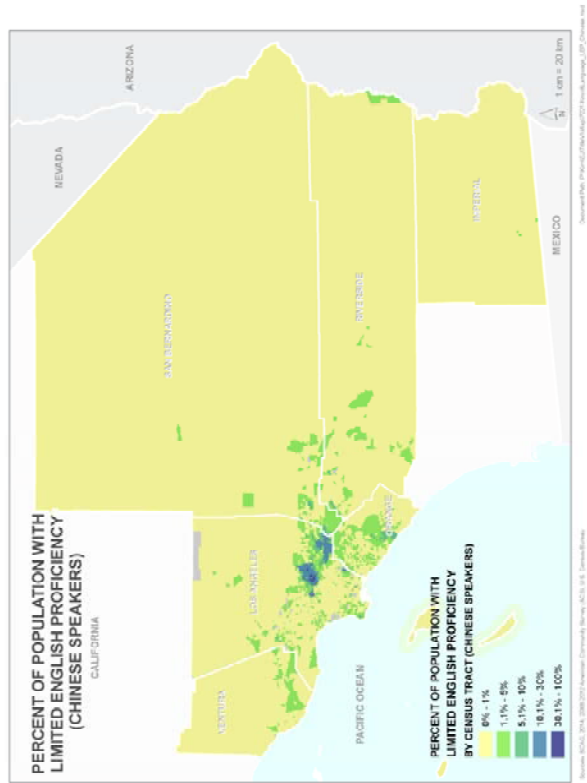 PERCENT OF POPULATION WITH
LIMITED ENGLISH PROFICIENCY
(CHINESE SPEAKERS)
CALIFORNIA
NEVADA
ARIZONA
SAN BERNARDINO
VENTURA
LOS ANGELES
RIVERSIDE
ORANGE
IMPERIAL
PACIFIC OCEAN
MEXICO
PERCENT OF POPULATION WITH
LIMITED ENGLISH PROFICIENCY
BY CENSUS TRACT (CHINESE SPEAKERS)
0% - 1%
1.1% - 5%
5.1% - 10%
10.1% - 30%
30.1% - 100%
N
1 cm = 20 km